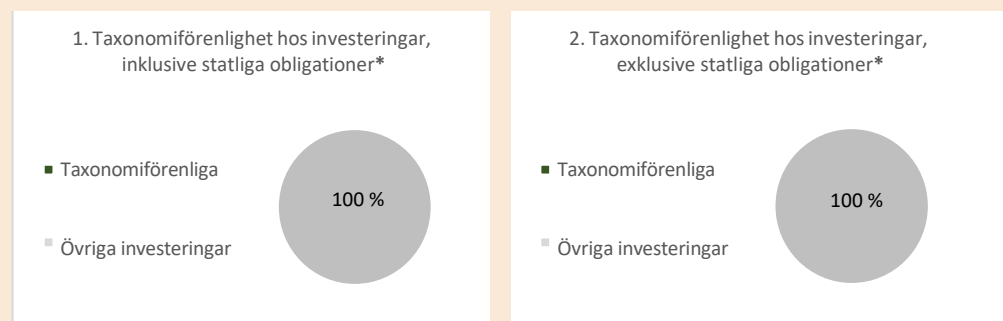 1. Taxonomiförenlighet hos investeringar,
inklusive statliga obligationer*
Taxonomiförenliga
Övriga investeringar
100 %
2. Taxonomiförenlighet hos investeringar,
exklusive statliga obligationer*
Taxonomiförenliga
Övriga investeringar
100 %